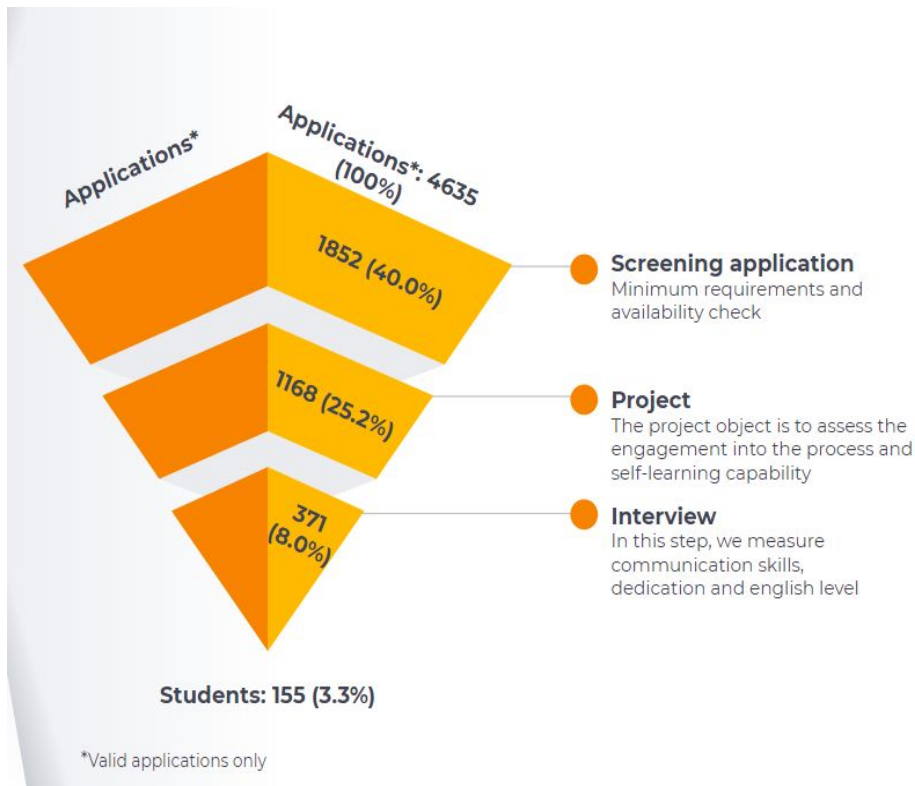 Applications*
Applications*: 4635
(100%)
1852 (40.0%)
Screening application
Minimum requirements and
availability check
1168 (25.2%)
Project
The project object is to assess the
engagement into the process and
self-learning capability
371
(8.0%)
Interview
In this step, we measure
communication skills,
dedication and english level
Students: 155 (3.3%)
*Valid applications only